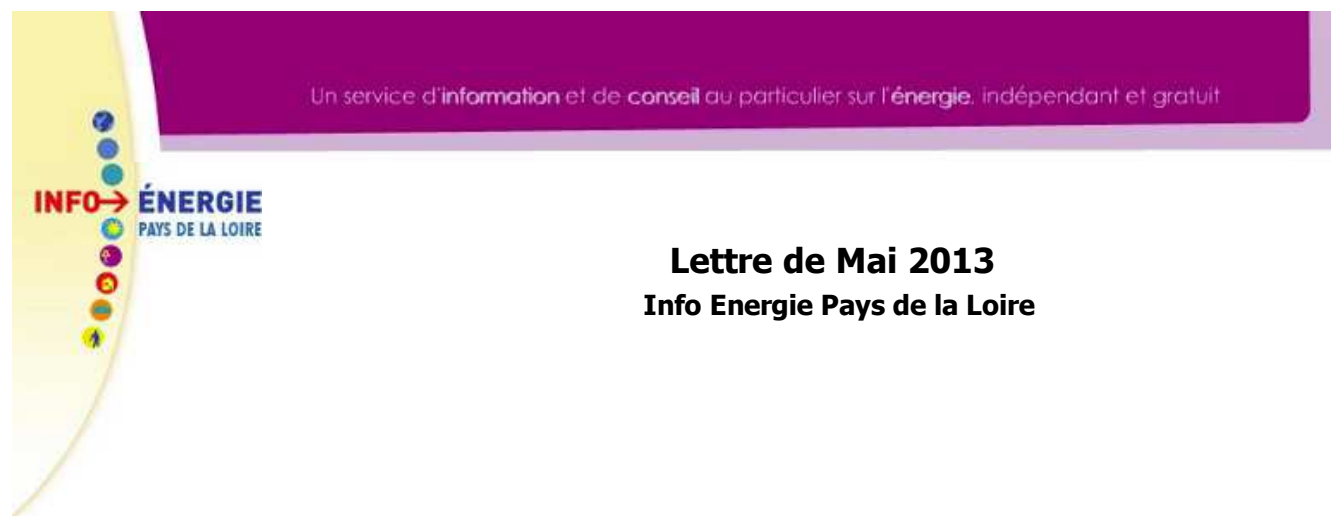 Un service d'information et de conseil au particulier sur l'énergie, indépendant et gratuit
INFO→ ÉNERGIE
PAYS DE LA LOIRE
Lettre de Mai 2013
Info Energie Pays de la Loire